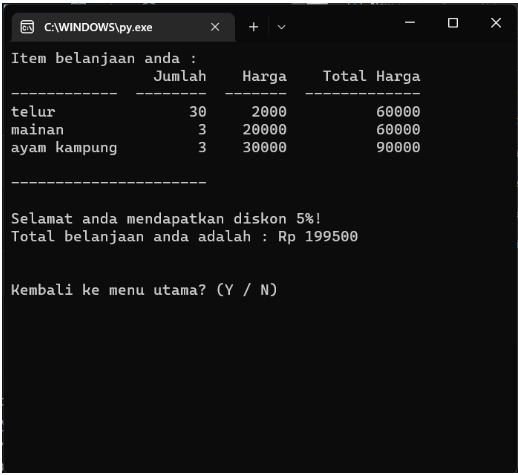 C:\WINDOWS\py.exe
Item belanjaan anda :
                Jumlah    Harga    Total Harga
------------  --------  -------  -------------
telur               30     2000          60000
mainan               3    20000          60000
ayam kampung         3    30000          90000
----------------------
Selamat anda mendapatkan diskon 5%!
Total belanjaan anda adalah : Rp 199500
Kembali ke menu utama? (Y / N)